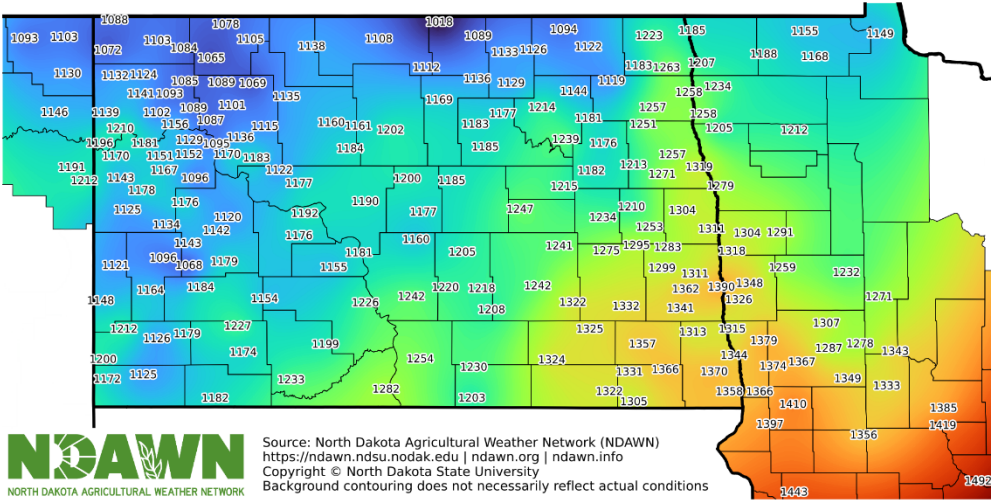 1088 1078 1018
1093 1103 1103 1084 1105 1138 1108 1089 1094 1223 1185 1155 1149
1072 1065 1133 1126 1122 1188 1168
1130 1132 1124 1085 1089 1069 1112 1136 1129 1119 1183 1263 1207
1141 1093 1135 1169 1144 1258 1234
1146 1139 1102 1089 1101 1177 1214 1181 1257 1258
1210 1156 1087 1115 1160 1161 1202 1183 1251 1205 1212
1196 1181 1129 1095 1136 1184 1185 1239 1176
1170 1151 1152 1170 1183 1257
1191 1167 1122 1182 1213 1319
1212 1143 1096 1177 1200 1185 1215 1271 1279
1178
1125 1176 1120 1192 1190 1177 1247 1234 1210 1304
1134 1142 1253 1311 1304 1291
1143 1176 1160 1241 1275 1295 1283 1318
1121 1096 1068 1179 1155 1181 1205 1299 1311 1259 1232
1148 1164 1184 1154 1226 1242 1220 1218 1242 1362 1390 1348
1208 1322 1332 1341 1326 1271
1212 1126 1179 1227 1199 1325 1313 1315 1307
1174 1357 1379 1287 1278 1343
1200 1254 1324 1344 1367
1172 1125 1233 1230 1331 1366 1370 1374 1349 1333
1182 1282 1203 1322 1305 1358 1366 1410 1385
1397 1356 1419
1443 1492
NDAWN
NORTH DAKOTA AGRICULTURAL WEATHER NETWORK
Source: North Dakota Agricultural Weather Network (NDAWN)
https://ndawn.ndsu.nodak.edu | ndawn.org | ndawn.info
Copyright © North Dakota State University
Background contouring does not necessarily reflect actual conditions